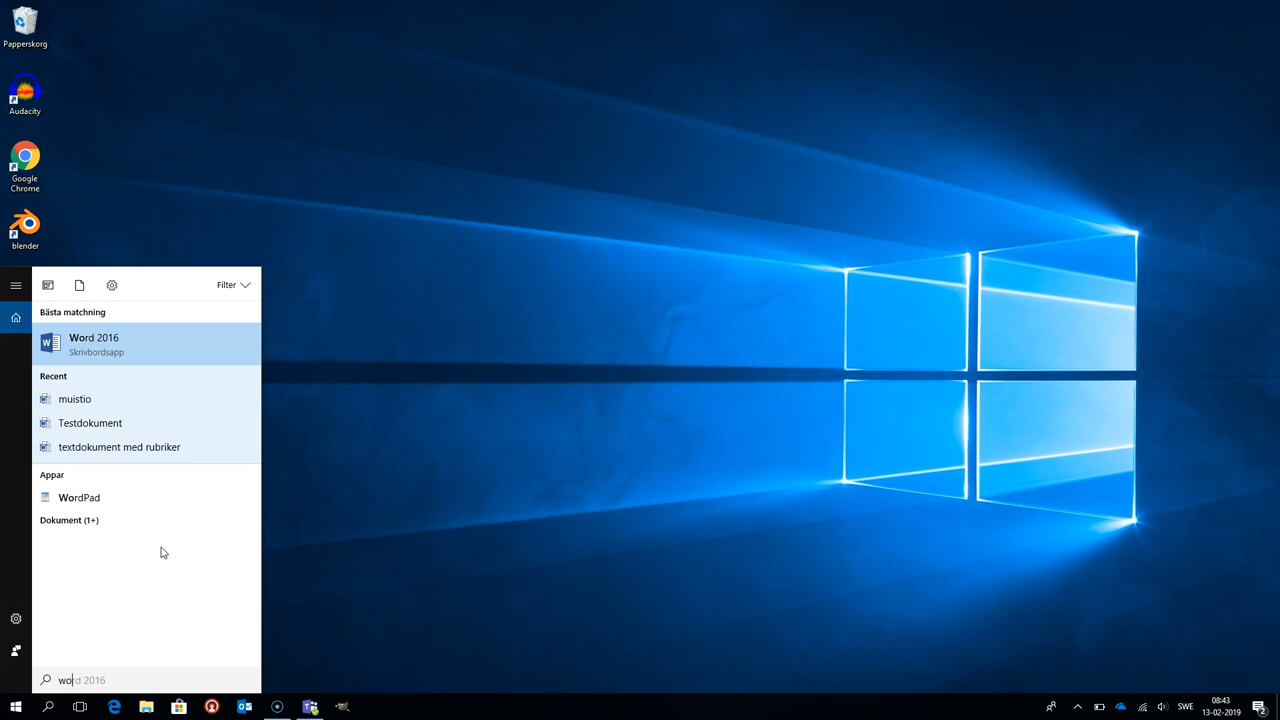 Papperskorg
Audacity
Google
Chrome
blender
Filter
Bästa matchning
Word 2016
Skrivbordsapp
Recent
muistio
Testdokument
textdokument med rubriker
Appar
WordPad
Dokument (1+)
word 2016
SWE
08:43
13-02-2019
2